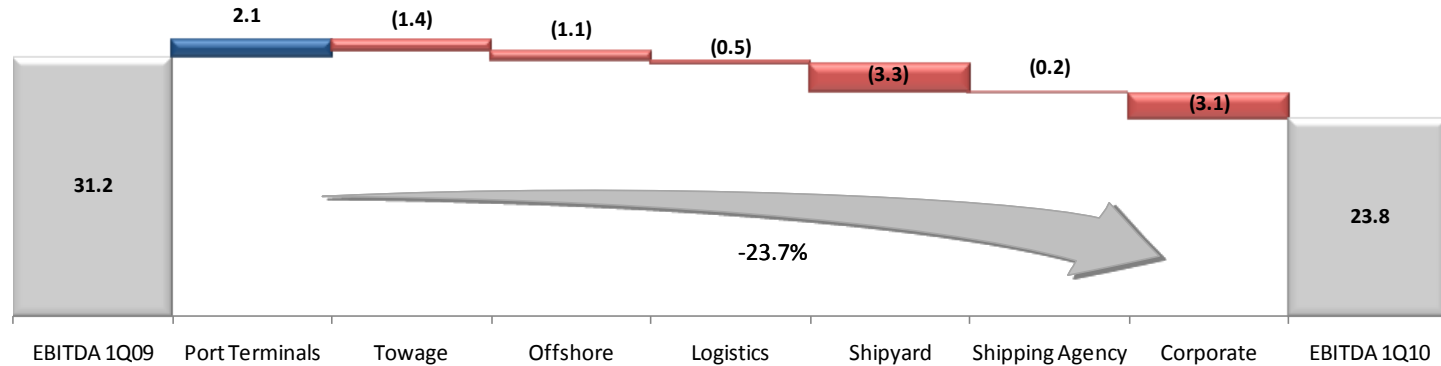 2.1
(1.4)
(1.1)
(0.5)
(3.3)
(0.2)
(3.1)
31.2
23.8
-23.7%
EBITDA 1Q09
Port Terminals
Towage
Offshore
Logistics
Shipyard
Shipping Agency
Corporate
EBITDA 1Q10